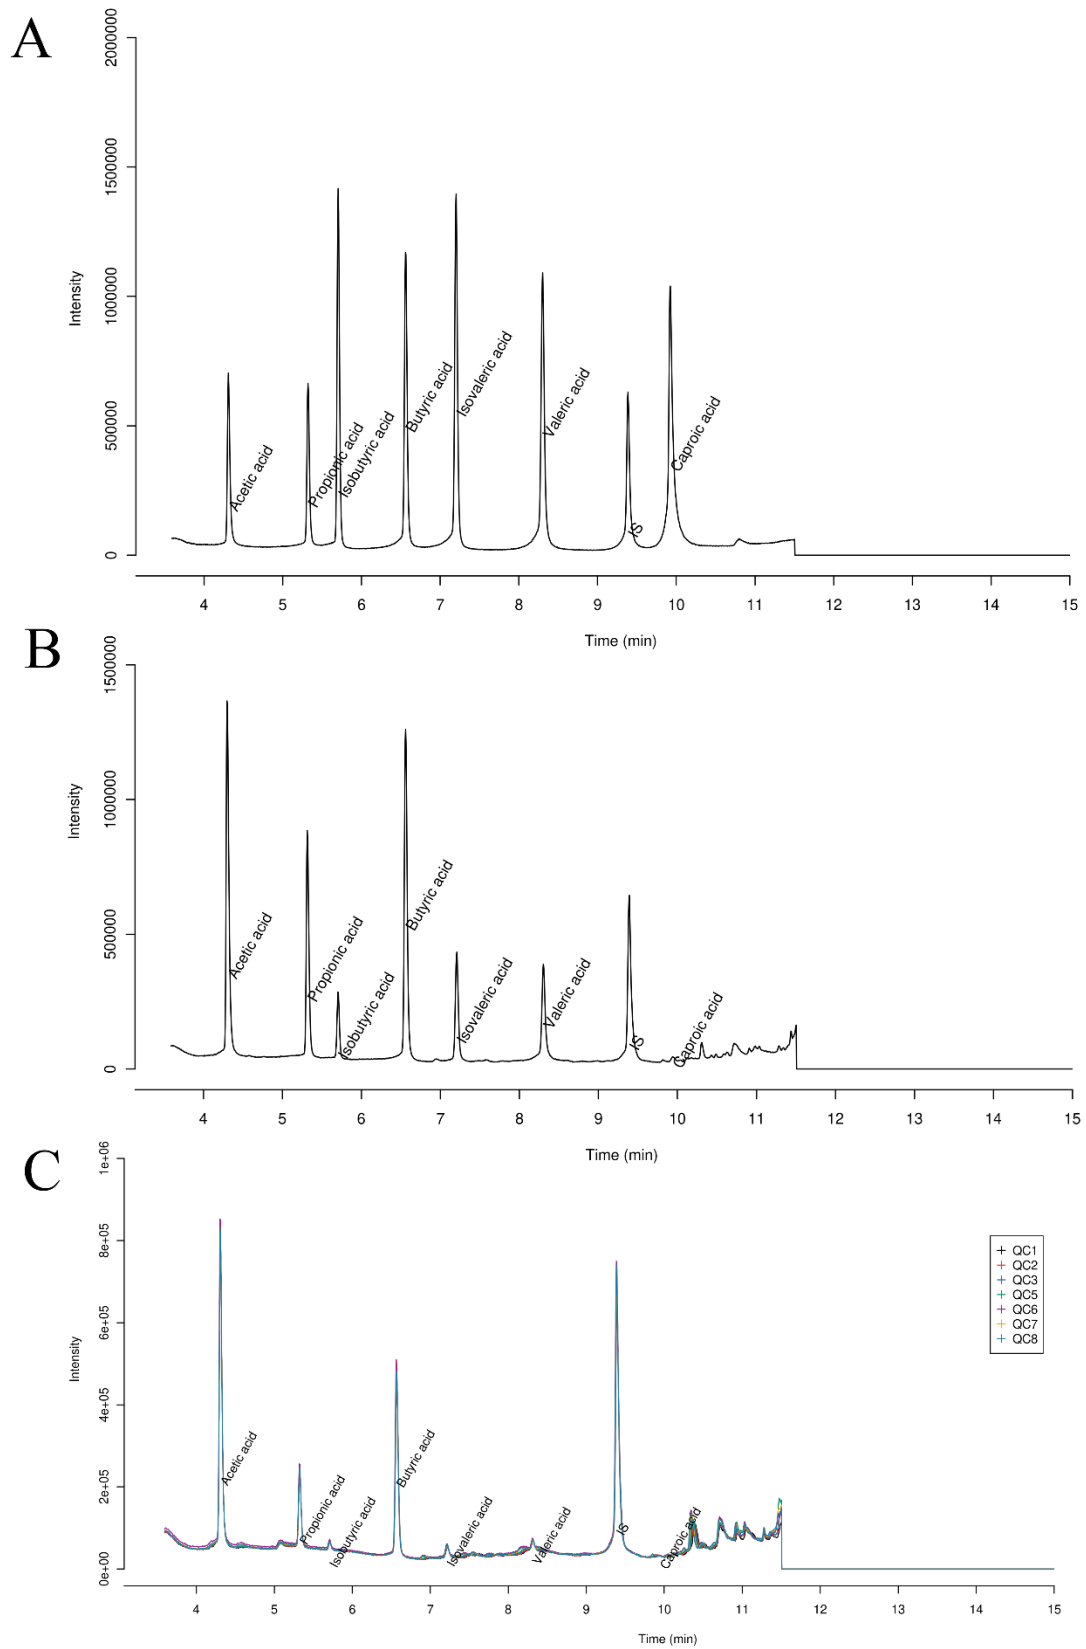 A
2000000
1500000
1000000
500000
0
Intensity
Acetic acid
Propionic acid
Isobutyric acid
Butyric acid
Isovaleric acid
Valeric acid
IS
Caproic acid
4 5 6 7 8 9 10 11 12 13 14 15
Time (min)
B
1500000
1000000
500000
0
Intensity
Acetic acid
Propionic acid
Isobutyric acid
Butyric acid
Isovaleric acid
Valeric acid
IS
Caproic acid
4 5 6 7 8 9 10 11 12 13 14 15
Time (min)
C
1e+06
8e+05
6e+05
4e+05
2e+05
0e+00
Intensity
Acetic acid
Propionic acid
Isobutyric acid
Butyric acid
Isovaleric acid
Valeric acid
IS
Caproic acid
QC1
QC2
QC3
QC5
QC6
QC7
QC8
4 5 6 7 8 9 10 11 12 13 14 15
Time (min)